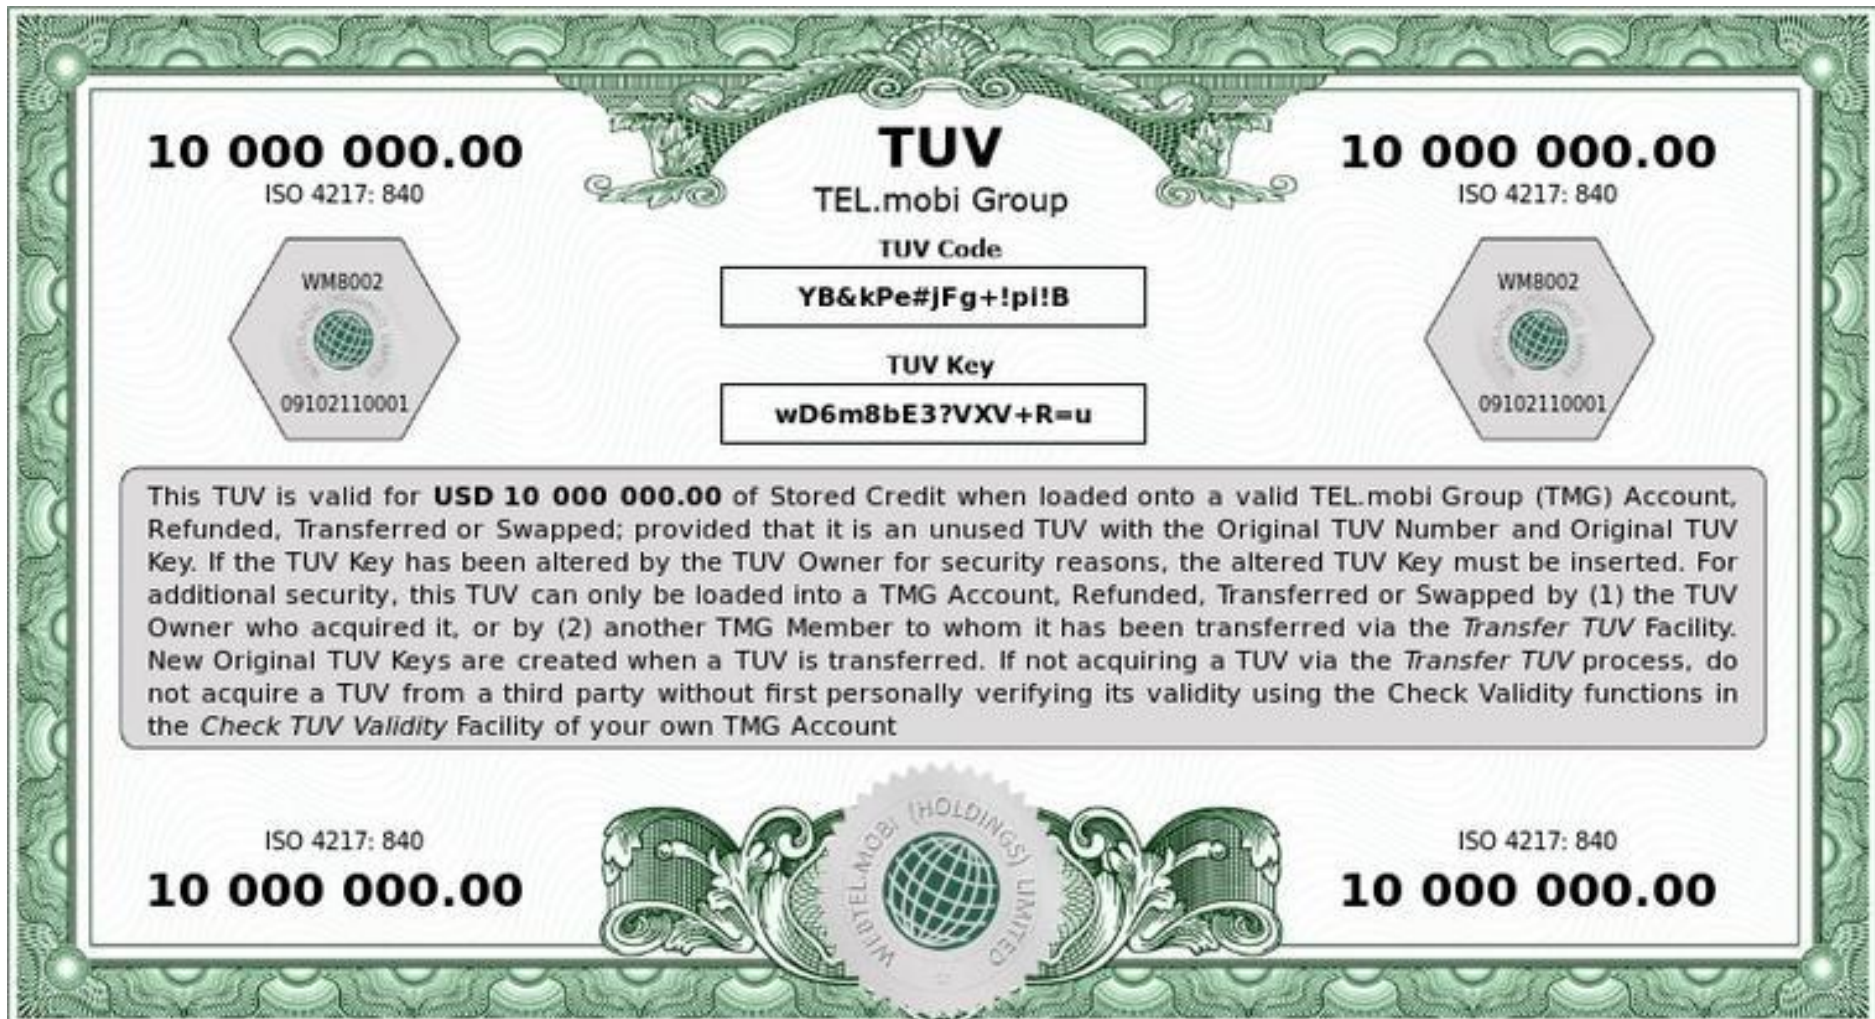 10 000 000.00
ISO 4217: 840
TUV
TEL.mobi Group
10 000 000.00
ISO 4217: 840
TUV Code
YB&kPe#jFg+!pi!B
TUV Key
wD6m8bE3?VXV+R=u
WM8002
09102110001
WM8002
09102110001
This TUV is valid for USD 10 000 000.00 of Stored Credit when loaded onto a valid TEL.mobi Group (TMG) Account,
Refunded, Transferred or Swapped; provided that it is an unused TUV with the Original TUV Number and Original TUV
Key. If the TUV Key has been altered by the TUV Owner for security reasons, the altered TUV Key must be inserted. For
additional security, this TUV can only be loaded into a TMG Account, Refunded, Transferred or Swapped by (1) the TUV
Owner who acquired it, or by (2) another TMG Member to whom it has been transferred via the Transfer TUV Facility.
New Original TUV Keys are created when a TUV is transferred. If not acquiring a TUV via the Transfer TUV process, do
not acquire a TUV from a third party without first personally verifying its validity using the Check Validity functions in
the Check TUV Validity Facility of your own TMG Account
ISO 4217: 840
10 000 000.00
WEBTEL.MOBI (HOLDINGS) LIMITED
ISO 4217: 840
10 000 000.00